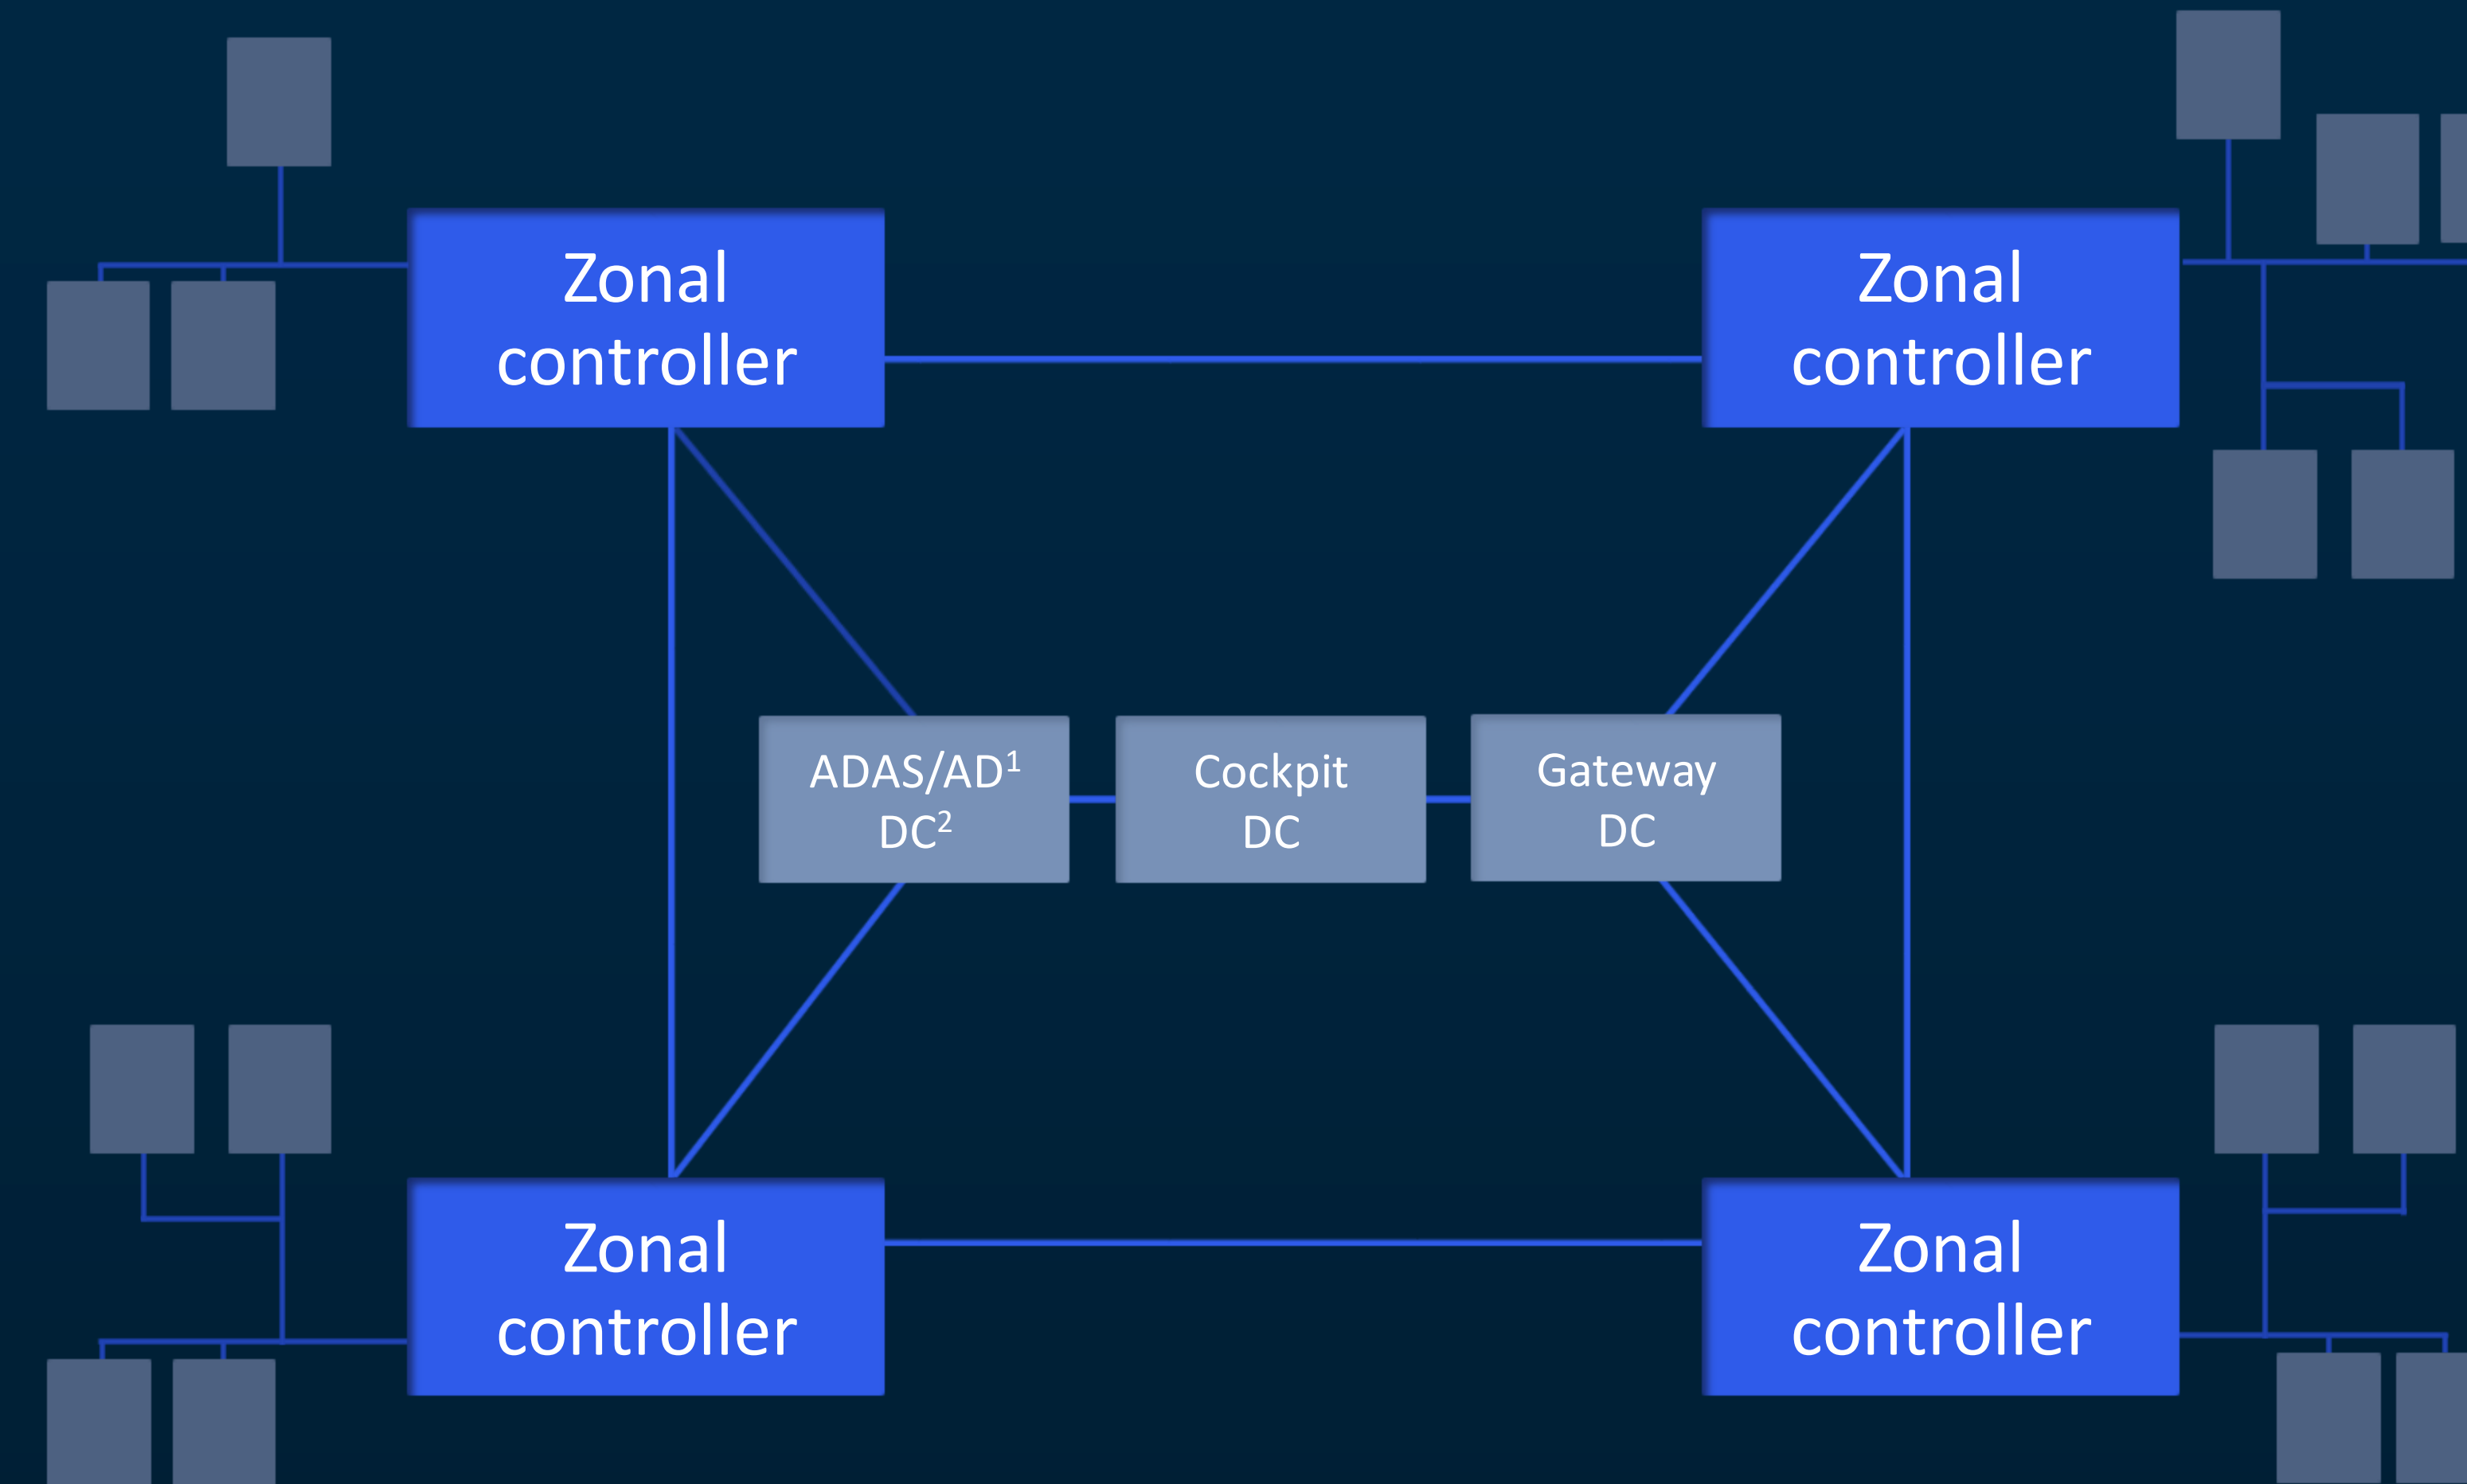 Zonal
controller
Zonal
controller
ADAS/AD¹
DC²
Cockpit
DC
Gateway
DC
Zonal
controller
Zonal
controller